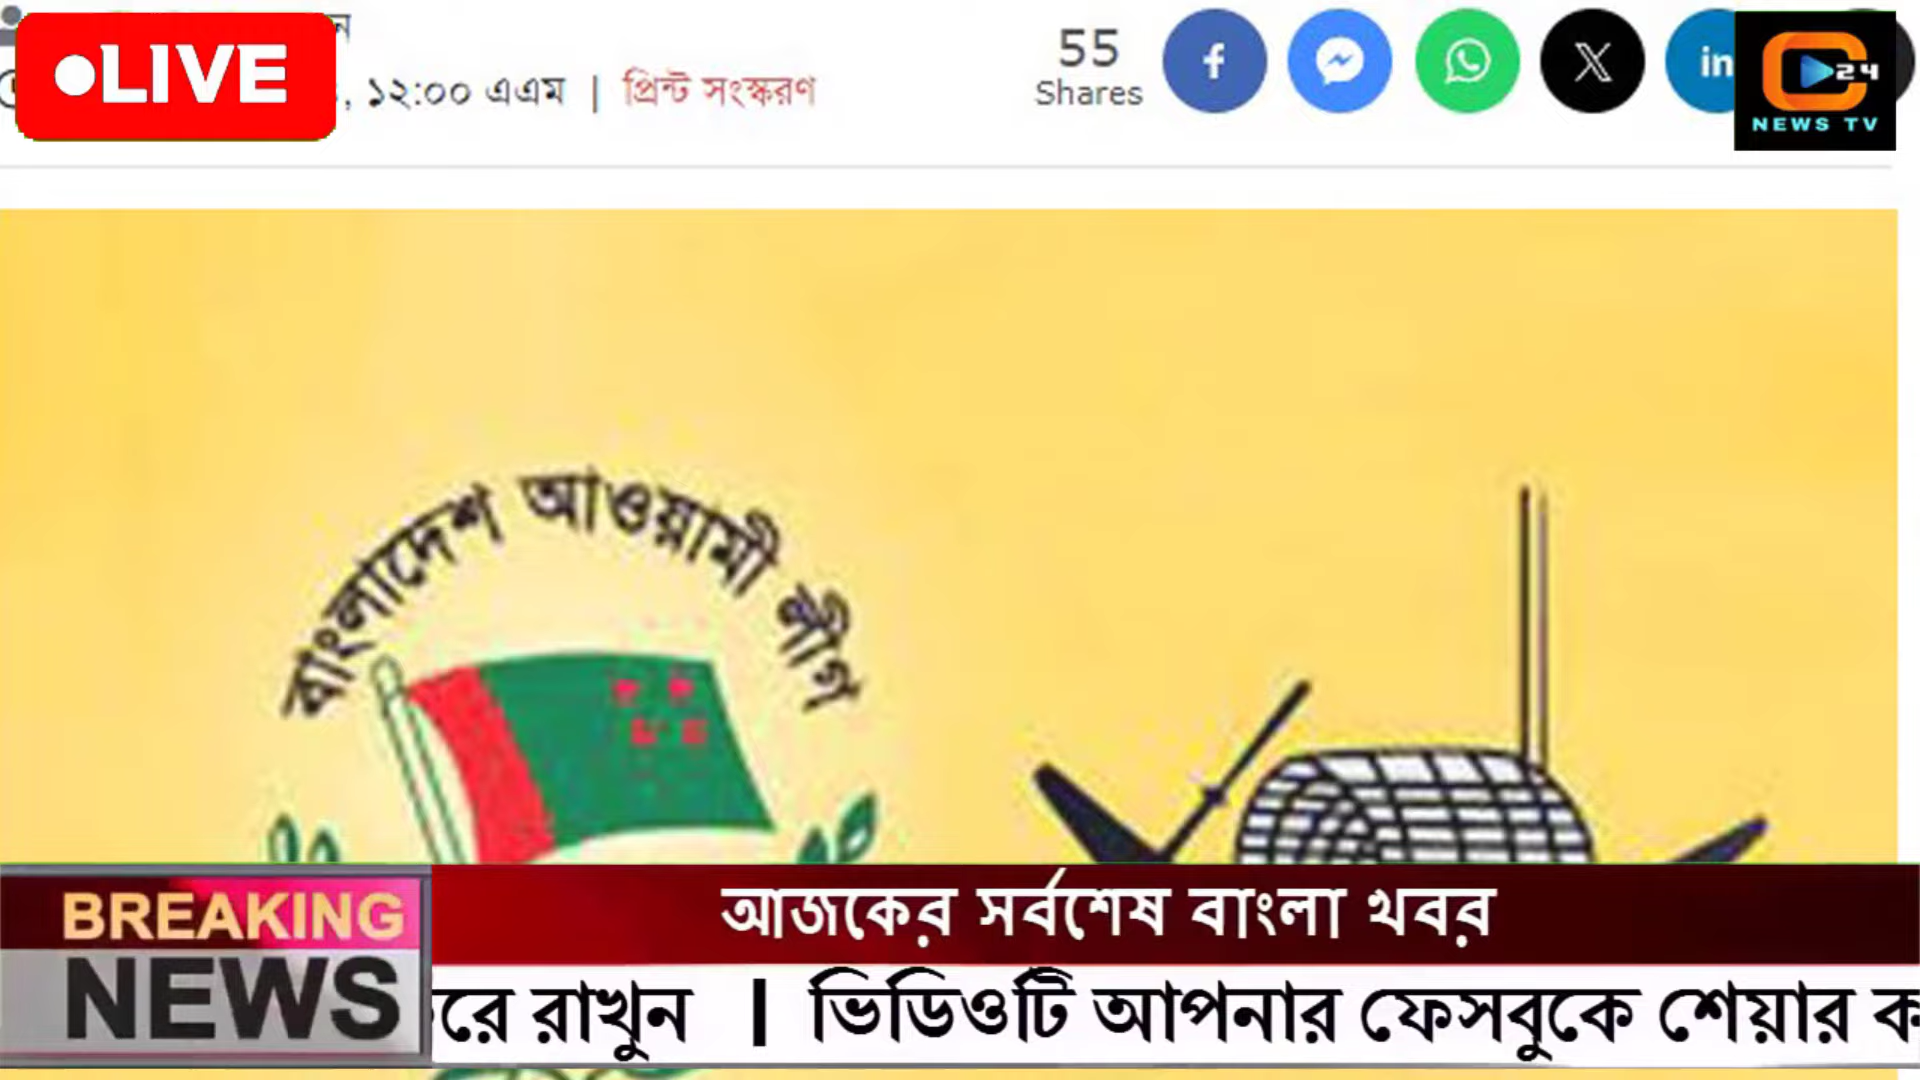 LIVE
, ১২:০০ এএম | প্রিন্ট সংস্করণ
55
Shares
in
24
NEWS TV
বাংলাদেশ আওয়ামী লীগ
BREAKING
NEWS
আজকের সর্বশেষ বাংলা খবর
রাখুন | ভিডিওটি আপনার ফেসবুকে শেয়ার